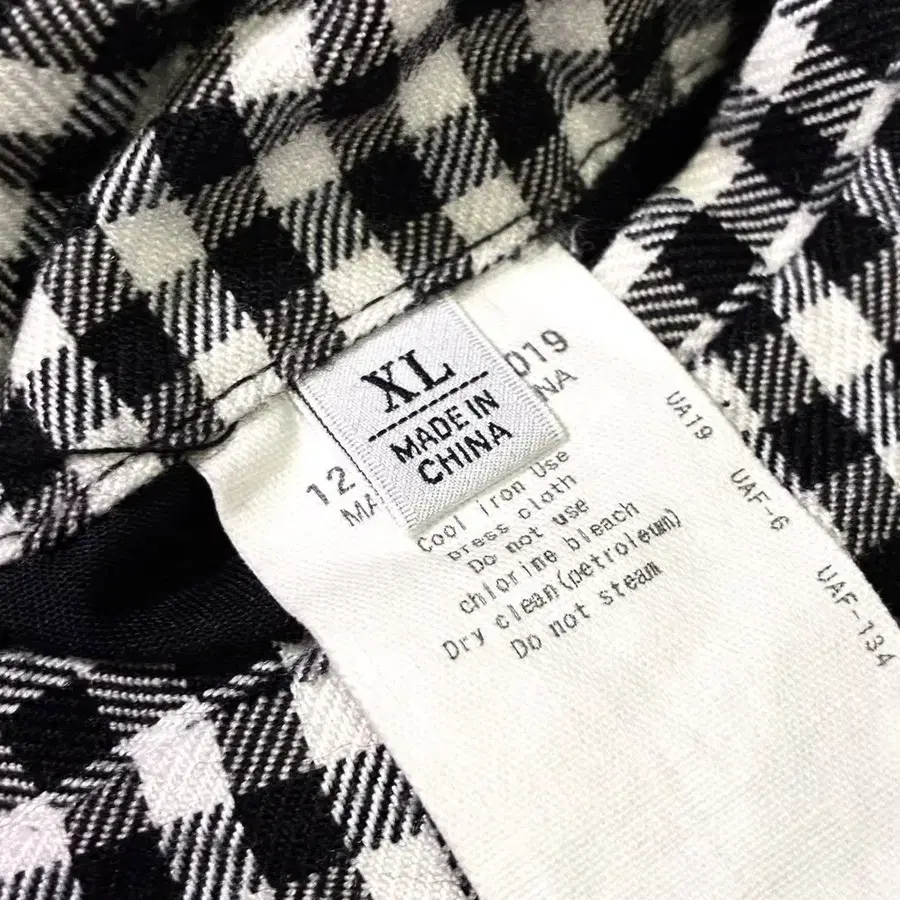 XL
MADE IN
CHINA
12 019
MA NA
Cool iron Use
press cloth
Do not use
chlorine bleach
Dry clean(petroleum)
Do not steam
UA19
UAF-6
UAF-134